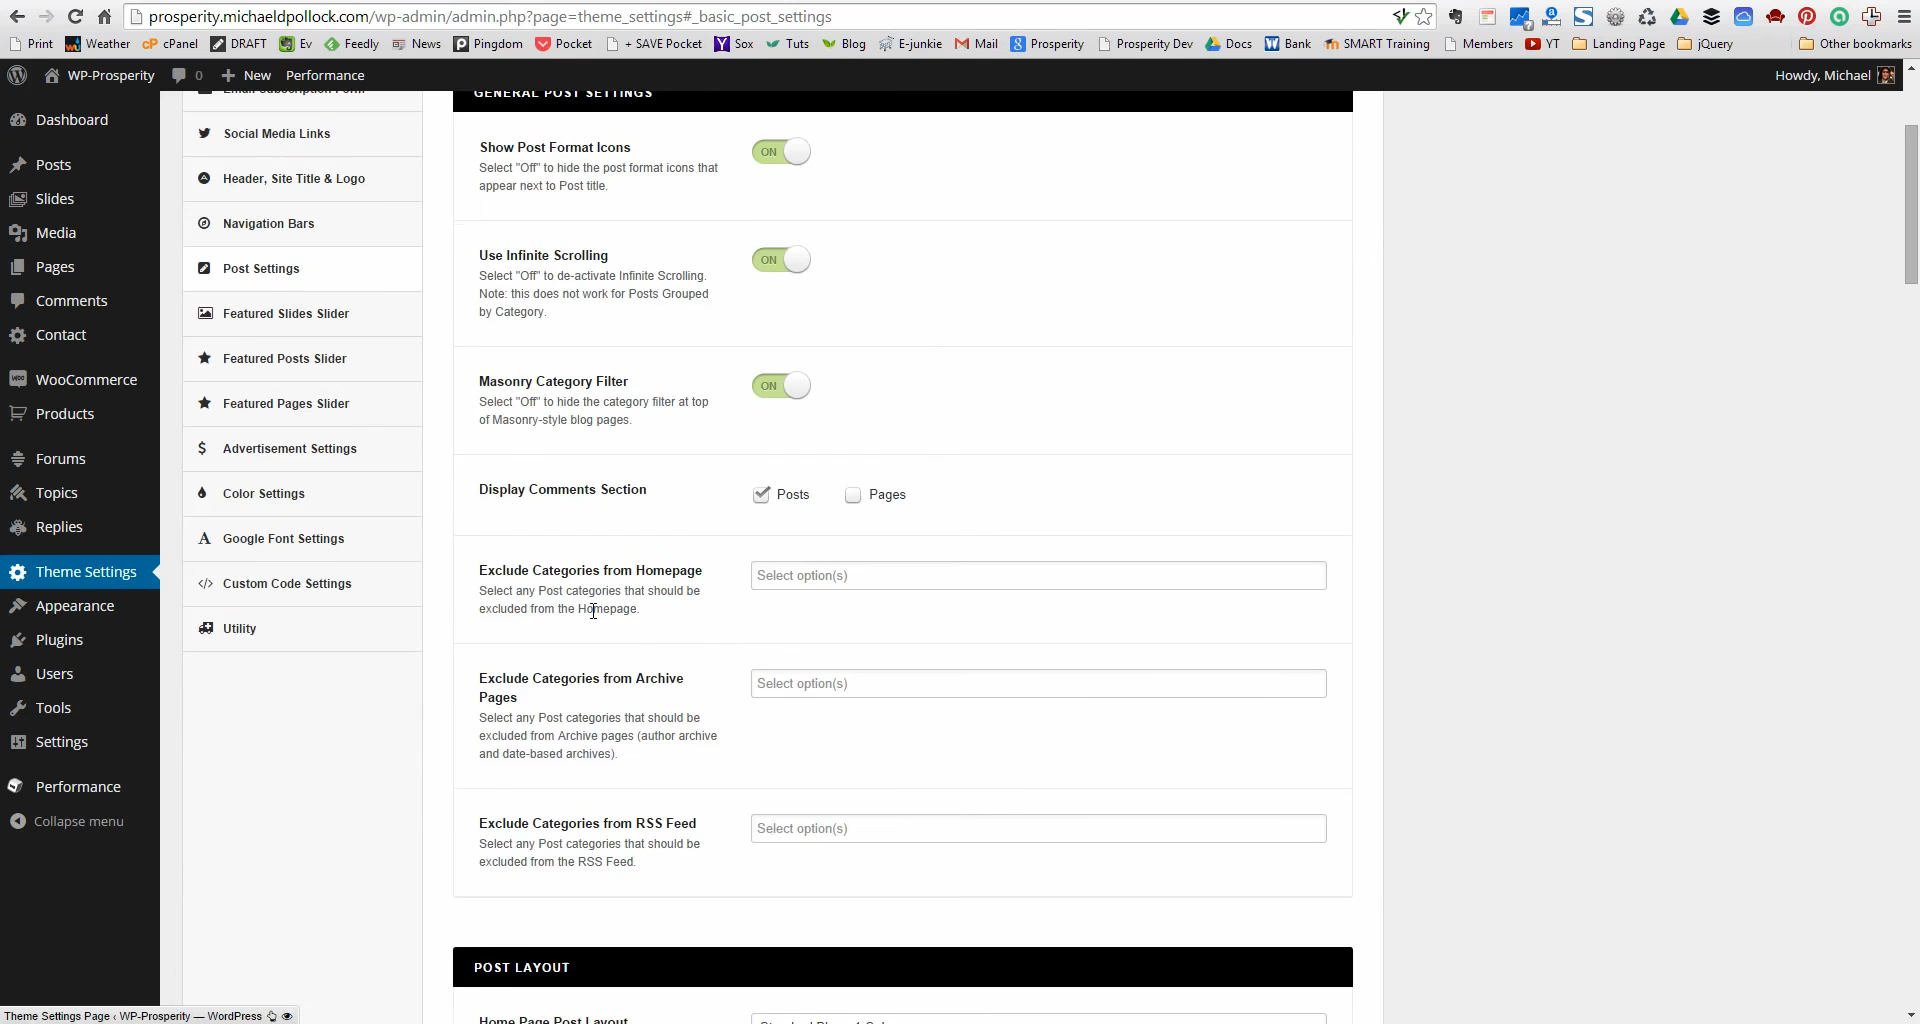 prosperity.michaeldpollock.com/wp-admin/admin.php?page=theme_settings#_basic_post_settings
Print Weather cPanel DRAFT Ev Feedly News Pingdom Pocket + SAVE Pocket Sox Tuts Blog E-junkie Mail Prosperity Prosperity Dev Docs Bank SMART Training Members YT Landing Page jQuery Other bookmarks
WP-Prosperity 0 New Performance Howdy, Michael
Dashboard
Posts
Slides
Media
Pages
Comments
Contact
WooCommerce
Products
Forums
Topics
Replies
Theme Settings
Appearance
Plugins
Users
Tools
Settings
Performance
Collapse menu
Email Subscription Form
Social Media Links
Header, Site Title & Logo
Navigation Bars
Post Settings
Featured Slides Slider
Featured Posts Slider
Featured Pages Slider
Advertisement Settings
Color Settings
Google Font Settings
Custom Code Settings
Utility
GENERAL POST SETTINGS
Show Post Format Icons
Select "Off" to hide the post format icons that
appear next to Post title.
ON
Use Infinite Scrolling
Select "Off" to de-activate Infinite Scrolling.
Note: this does not work for Posts Grouped
by Category.
ON
Masonry Category Filter
Select "Off" to hide the category filter at top
of Masonry-style blog pages.
ON
Display Comments Section
Posts Pages
Exclude Categories from Homepage
Select any Post categories that should be
excluded from the Homepage.
Select option(s)
Exclude Categories from Archive
Pages
Select any Post categories that should be
excluded from Archive pages (author archive
and date-based archives).
Select option(s)
Exclude Categories from RSS Feed
Select any Post categories that should be
excluded from the RSS Feed.
Select option(s)
POST LAYOUT
Home Page Post Layout
Theme Settings Page ‹ WP-Prosperity — WordPress